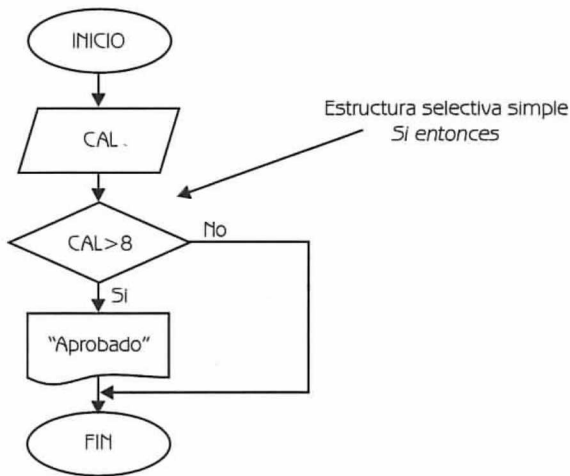 INICIO
CAL
Estructura selectiva simple
Si entonces
CAL>8
No
Si
"Aprobado"
FIN